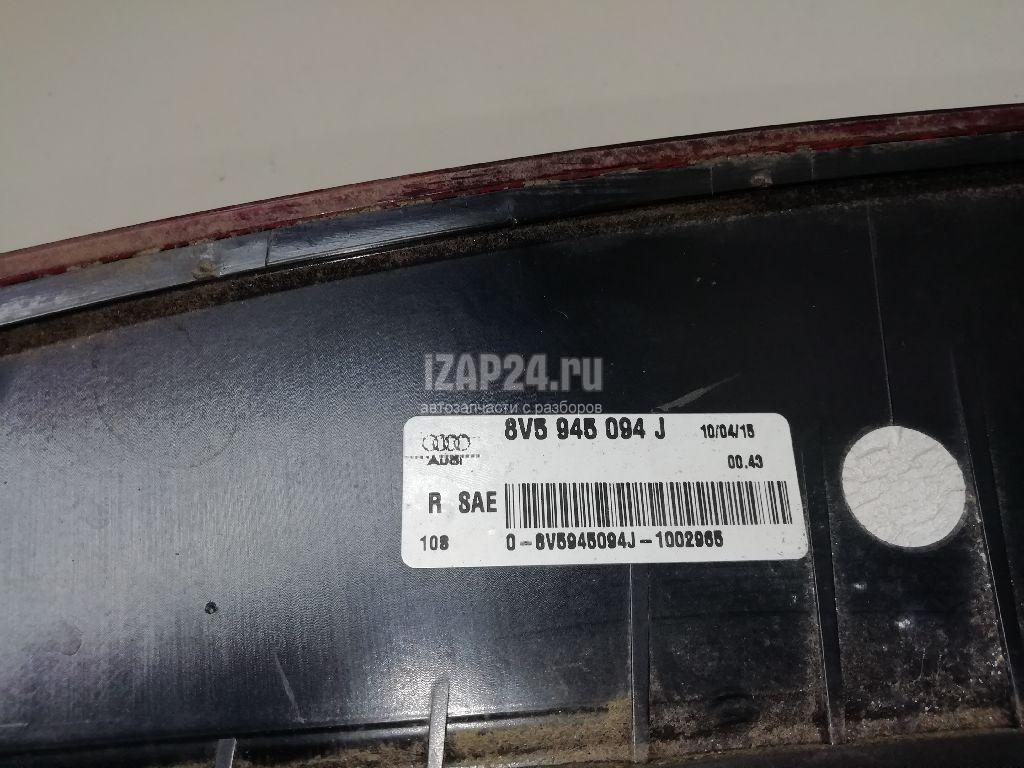 IZAP24.ru
автозапчасти с разборов
8V5 945 094 J 10/04/15
AUDI 00.43
R SAE
108 0-8V5945094J-1002965